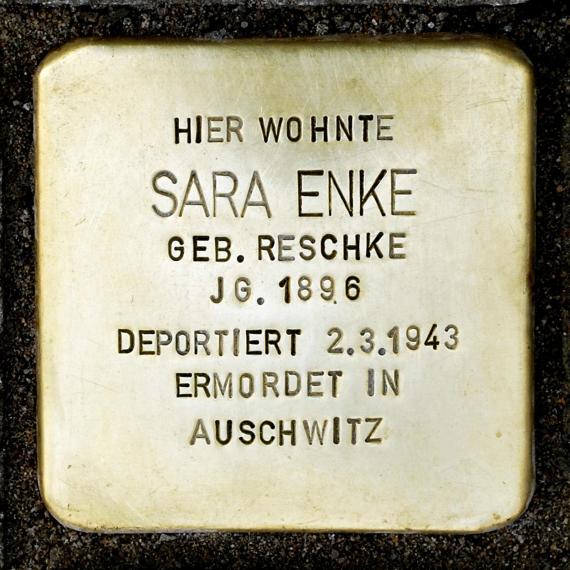 HIER WOHNTE
SARA ENKE
GEB. RESCHKE
JG. 1896
DEPORTIERT 2.3.1943
ERMORDET IN
AUSCHWITZ